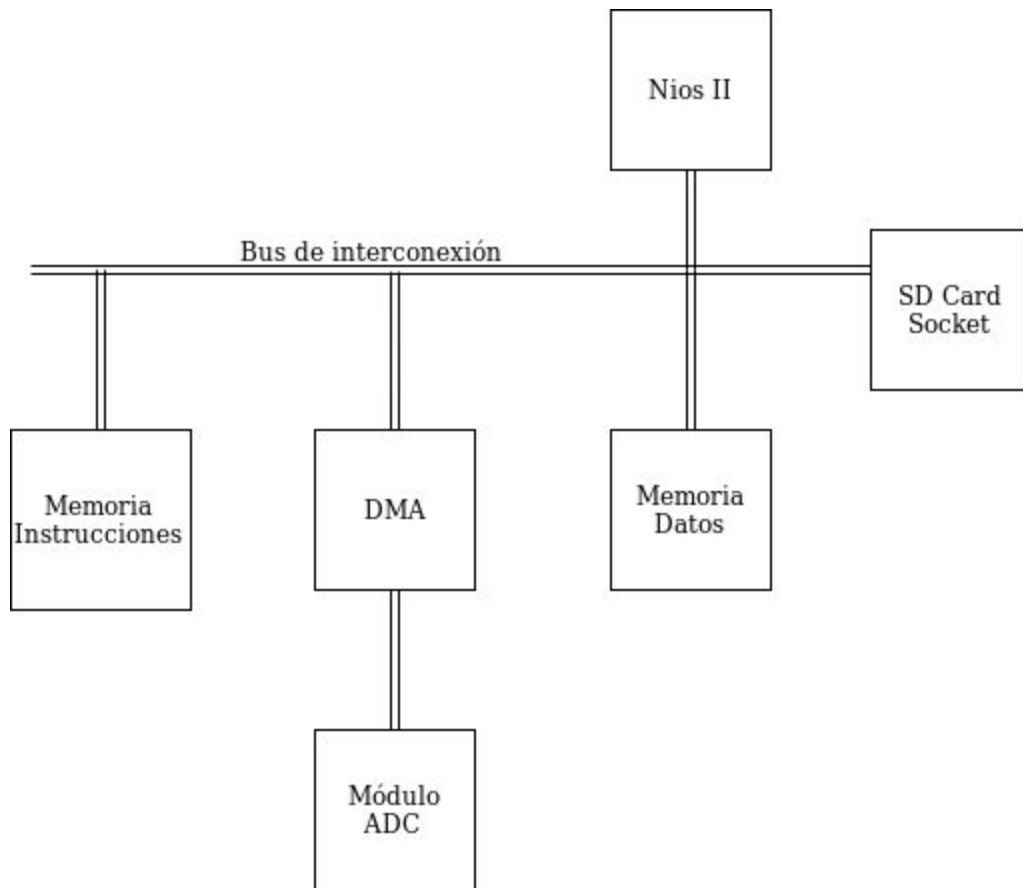 Nios II
Bus de interconexión
SD Card
Socket
Memoria
Instrucciones
DMA
Memoria
Datos
Módulo
ADC